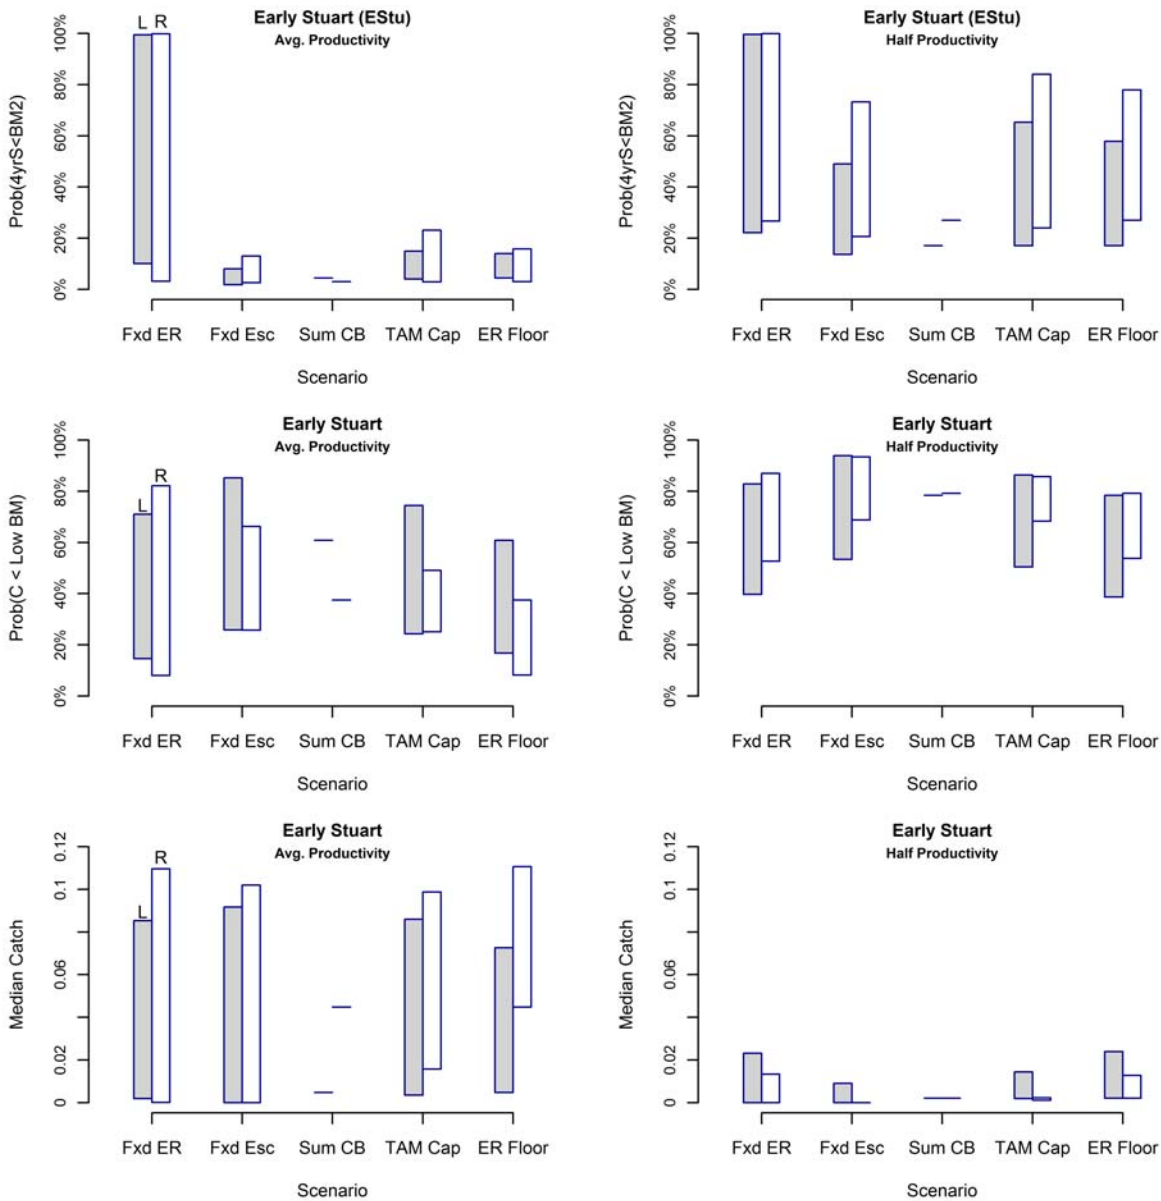 Early Stuart (EStu)
Avg. Productivity
L R
Prob(4yrS<BM2)
100%
80%
60%
40%
20%
0%
Fxd ER Fxd Esc Sum CB TAM Cap ER Floor
Scenario
Early Stuart (EStu)
Half Productivity
Prob(4yrS<BM2)
100%
80%
60%
40%
20%
0%
Fxd ER Fxd Esc Sum CB TAM Cap ER Floor
Scenario
Early Stuart
Avg. Productivity
R
L
Prob(C < Low BM)
100%
80%
60%
40%
20%
0%
Fxd ER Fxd Esc Sum CB TAM Cap ER Floor
Scenario
Early Stuart
Half Productivity
Prob(C < Low BM)
100%
80%
60%
40%
20%
0%
Fxd ER Fxd Esc Sum CB TAM Cap ER Floor
Scenario
Early Stuart
Avg. Productivity
R
L
Median Catch
0.12
0.1
0.06
0.02
0
Fxd ER Fxd Esc Sum CB TAM Cap ER Floor
Scenario
Early Stuart
Half Productivity
Median Catch
0.12
0.1
0.06
0.02
0
Fxd ER Fxd Esc Sum CB TAM Cap ER Floor
Scenario